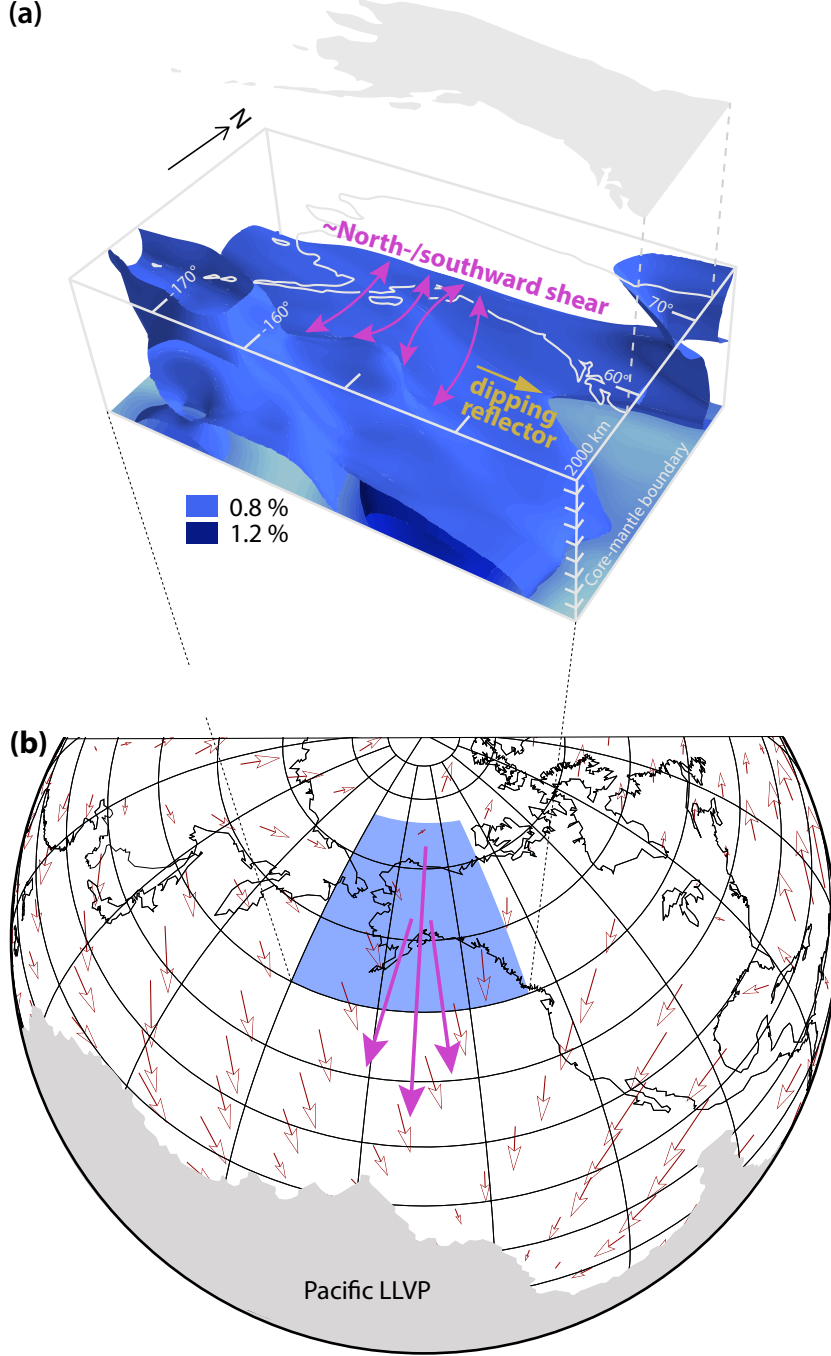 (a)
N
~North-/southward shear
-170°
-160°
70°
60°
dipping
reflector
2000 km
Core-mantle boundary
0.8 %
1.2 %
(b)
Pacific LLVP